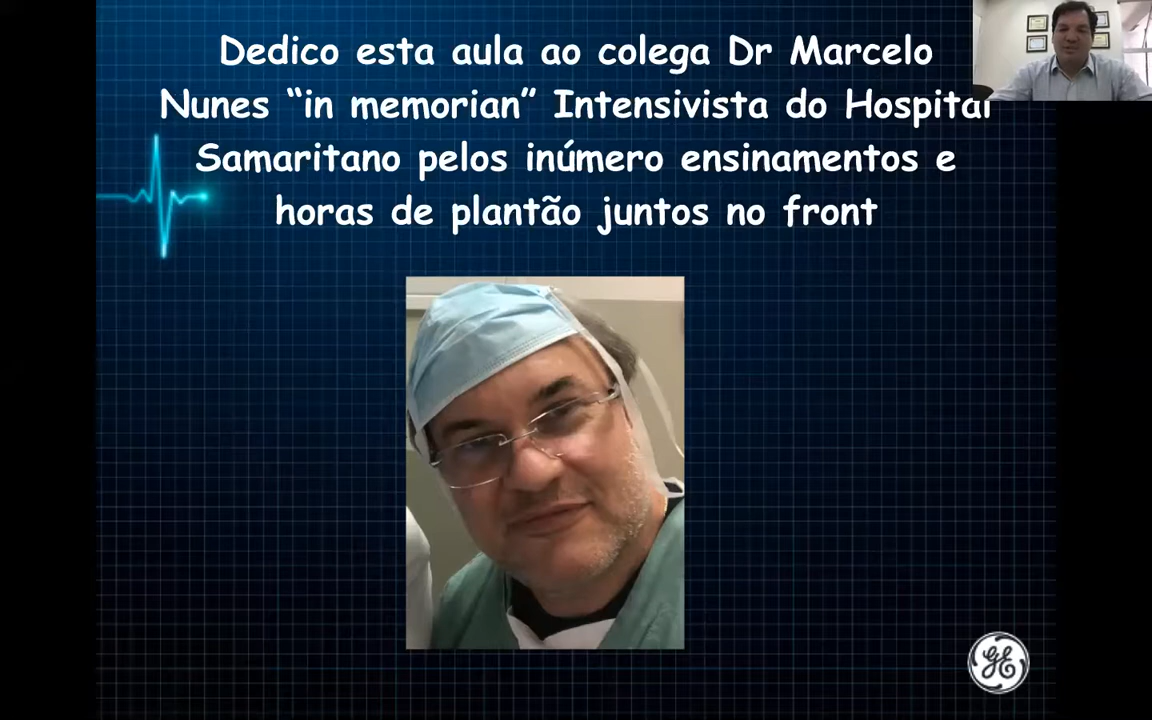 Dedico esta aula ao colega Dr Marcelo
Nunes “in memorian” Intensivista do Hospital
Samaritano pelos inúmero ensinamentos e
horas de plantão juntos no front
GE